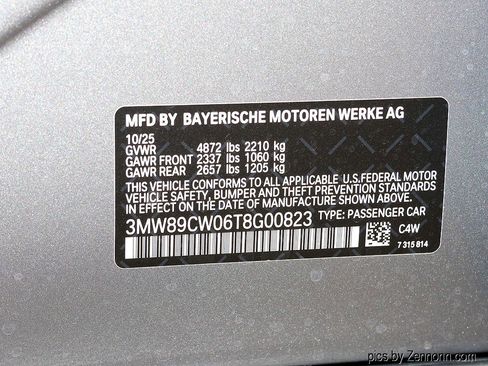 MFD BY BAYERISCHE MOTOREN WERKE AG
10/25
GVWR 4872 lbs 2210 kg
GAWR FRONT 2337 lbs 1060 kg
GAWR REAR 2657 lbs 1205 kg
THIS VEHICLE CONFORMS TO ALL APPLICABLE U.S. FEDERAL MOTOR
VEHICLE SAFETY, BUMPER, AND THEFT PREVENTION STANDARDS
IN EFFECT ON THE DATE OF MANUFACTURE SHOWN ABOVE.
3MW89CW06T8G00823 TYPE: PASSENGER CAR
C4W
7 315 814
pics by Zennonn.com